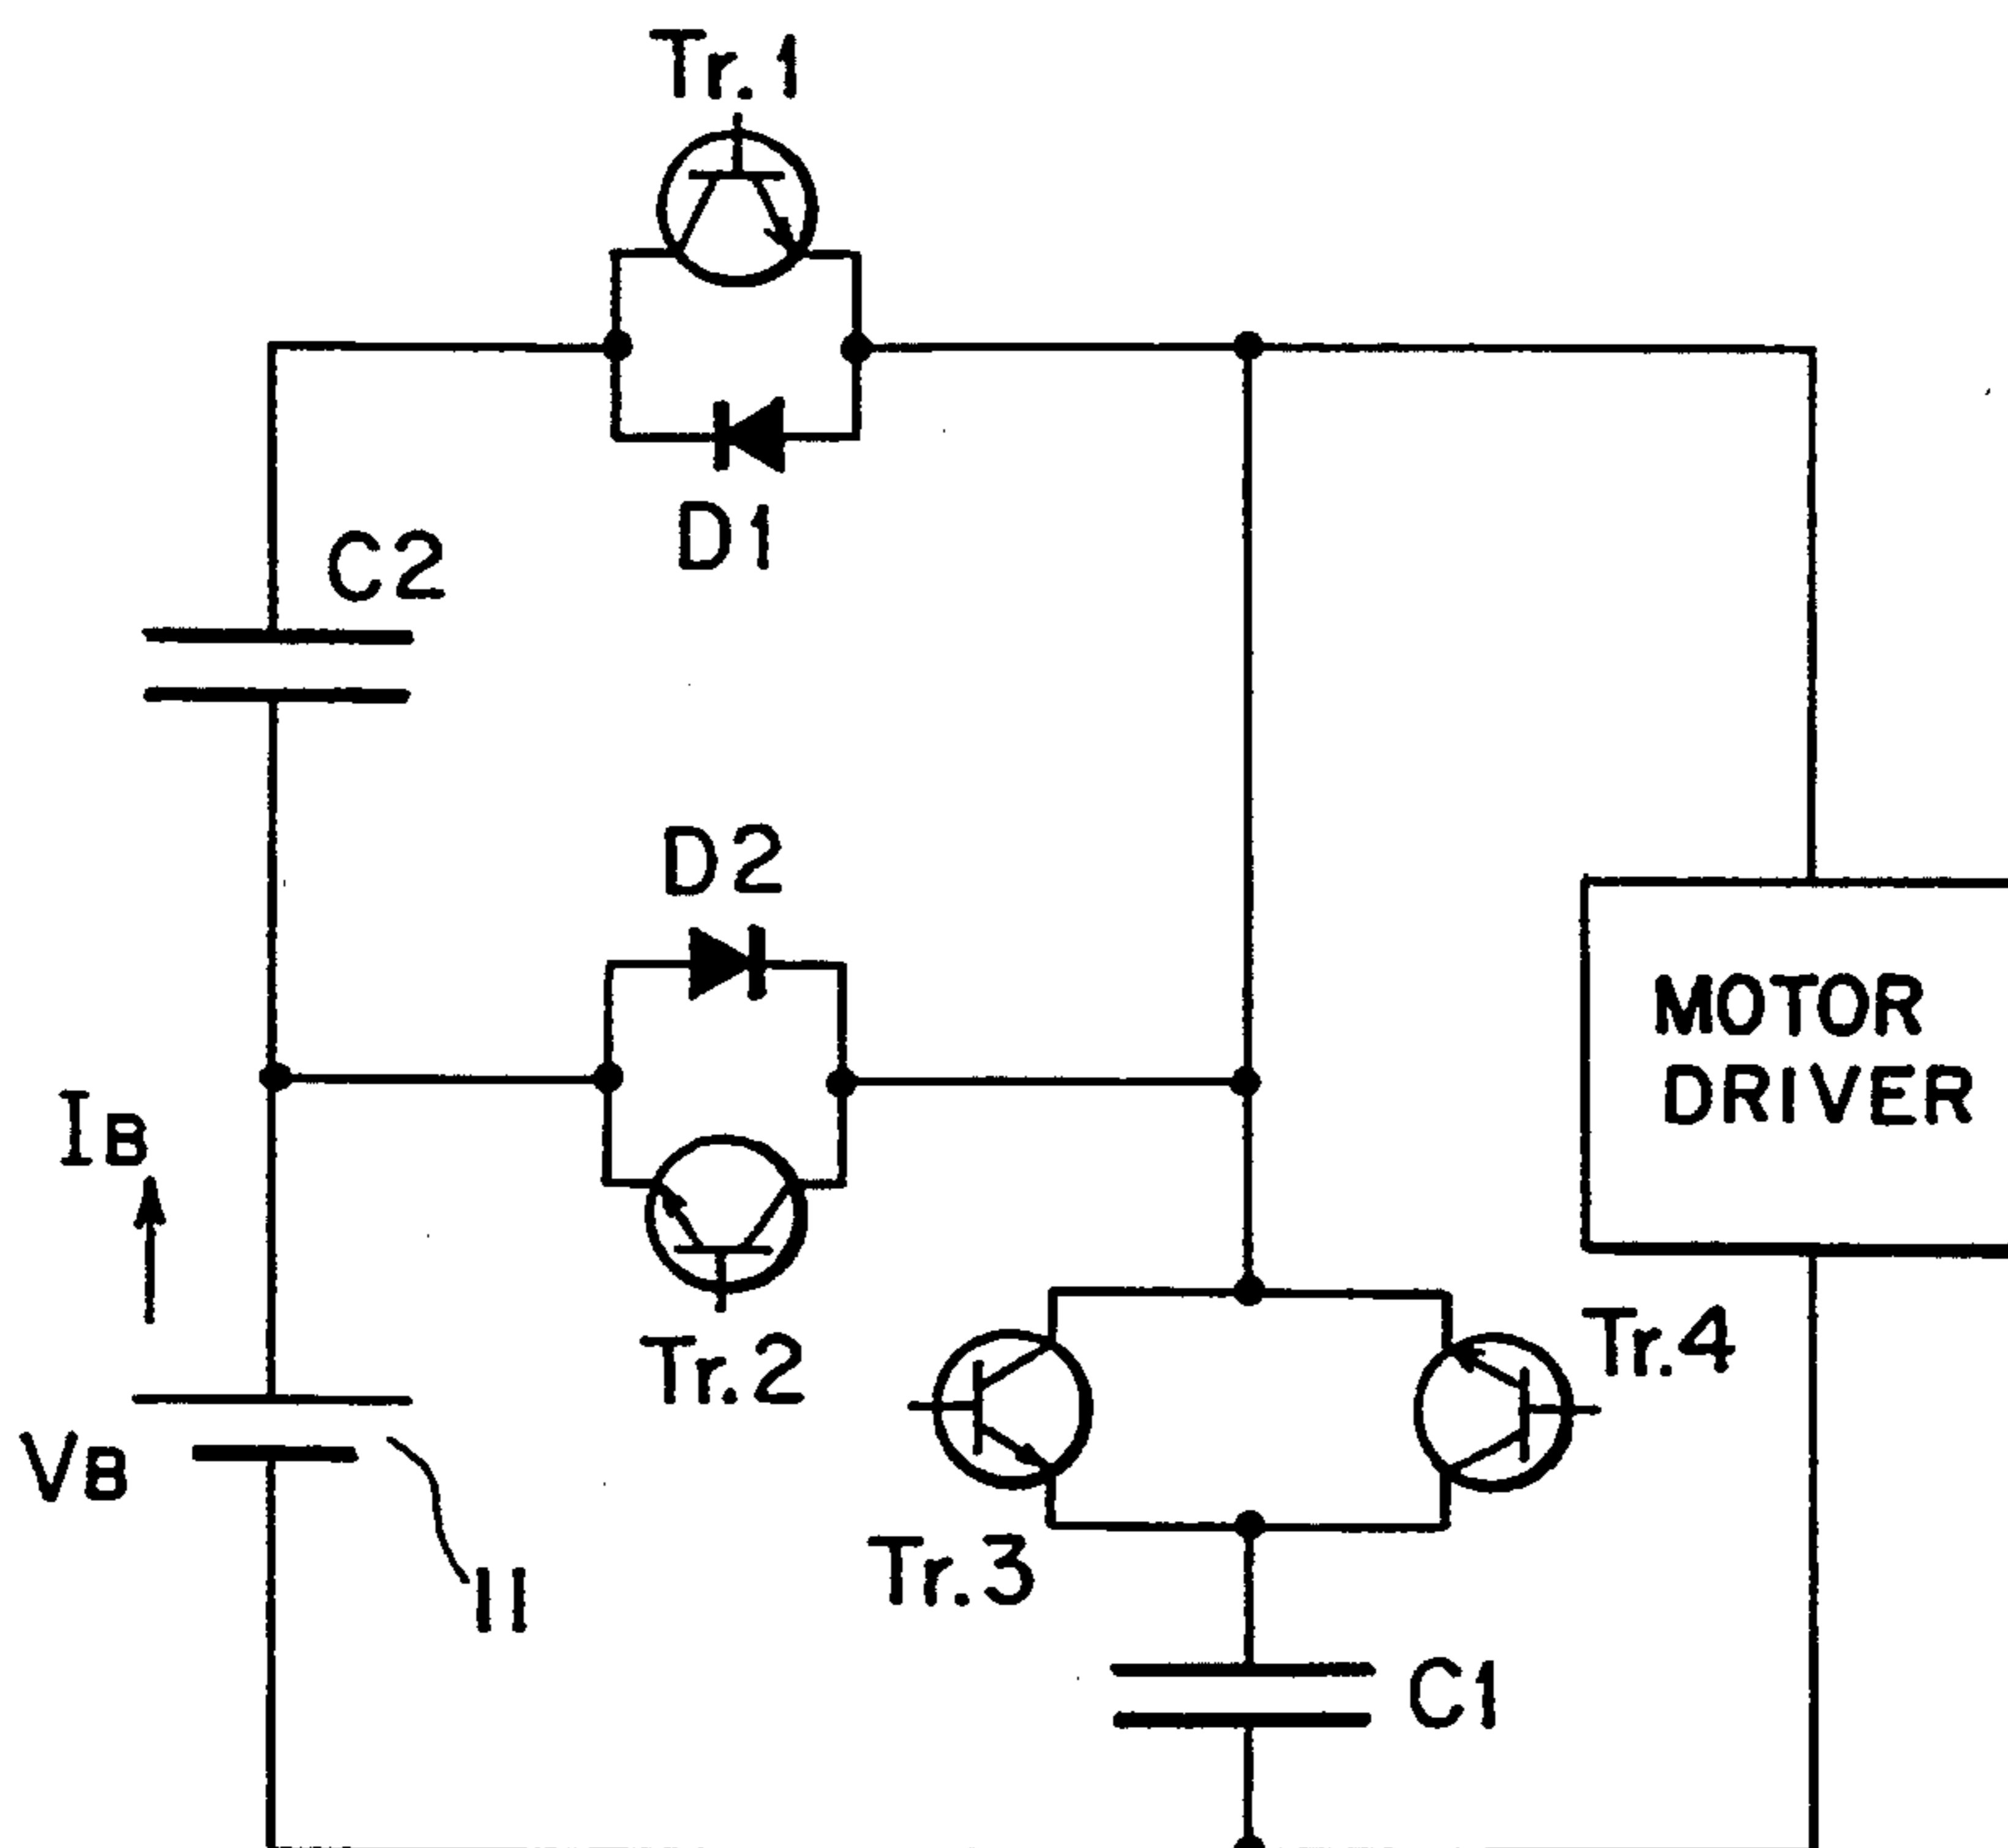 Tr.1
D1
C2
D2
IB
MOTOR
DRIVER
Tr.2
Tr.4
VB
11
Tr.3
C1